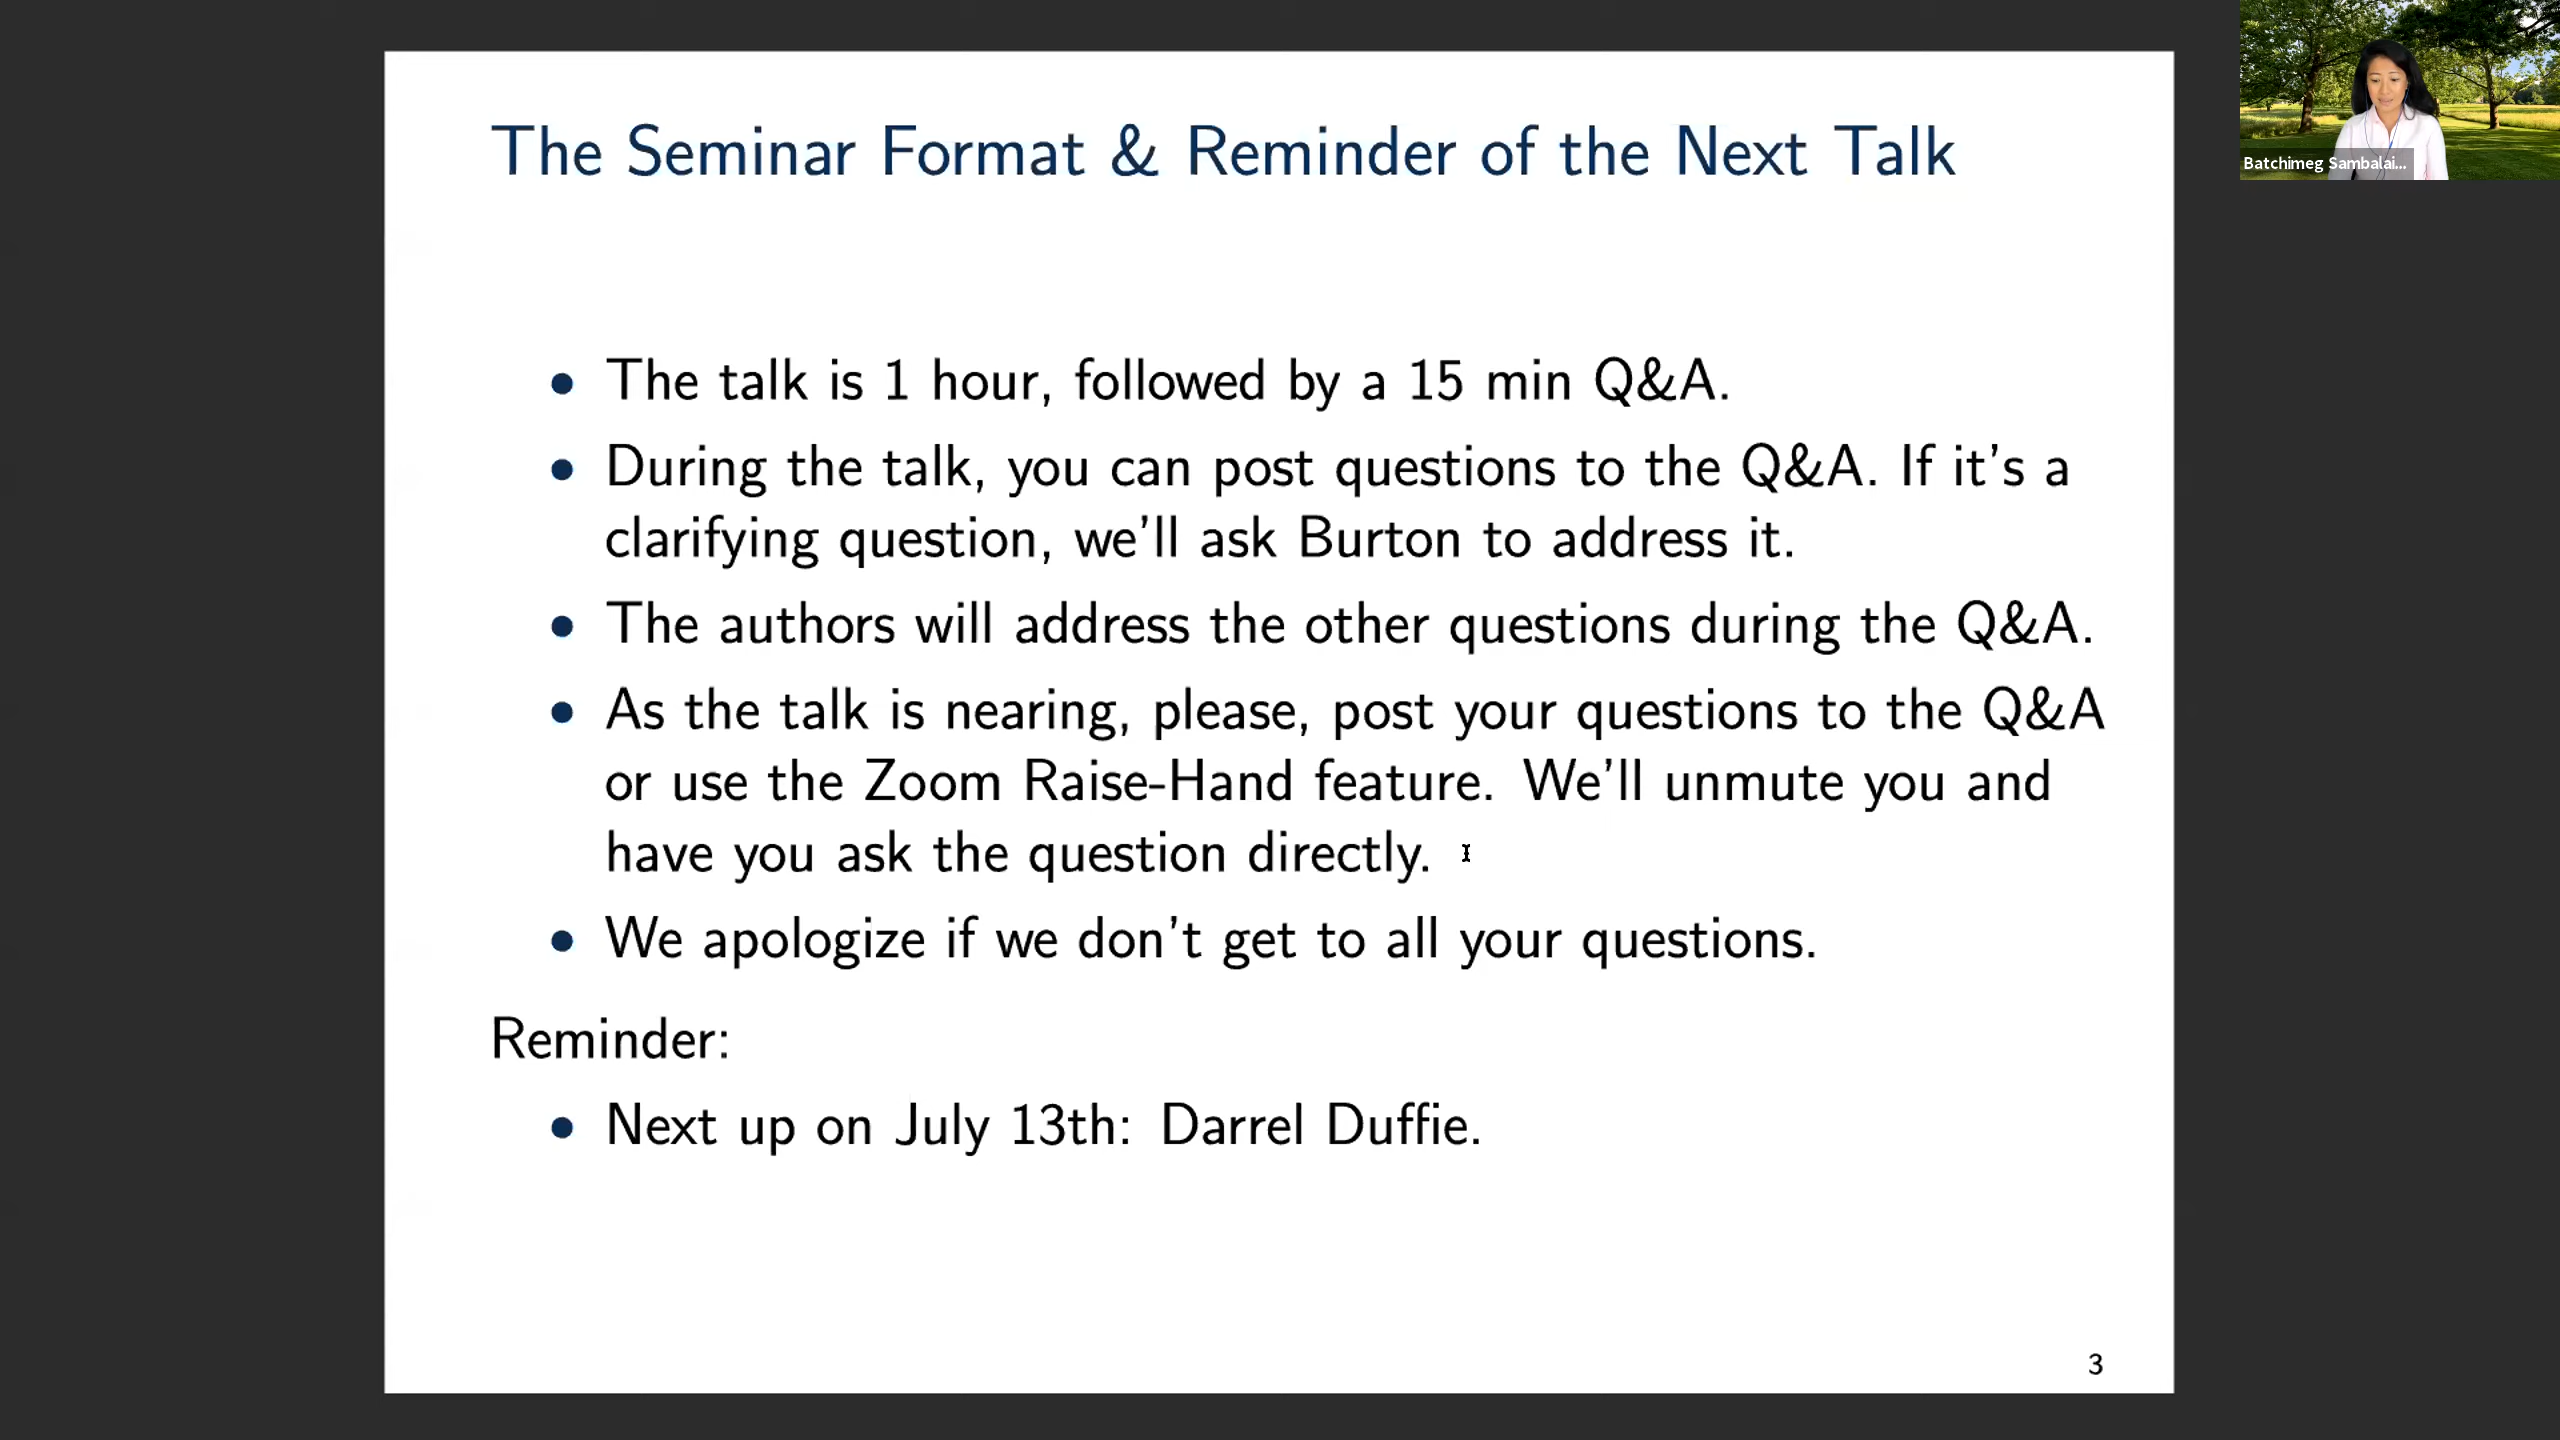 The Seminar Format & Reminder of the Next Talk
Batchimeg Sambalai...
• The talk is 1 hour, followed by a 15 min Q&A.
• During the talk, you can post questions to the Q&A. If it's a
clarifying question, we'll ask Burton to address it.
• The authors will address the other questions during the Q&A.
• As the talk is nearing, please, post your questions to the Q&A
or use the Zoom Raise-Hand feature. We'll unmute you and
have you ask the question directly.
• We apologize if we don't get to all your questions.
Reminder:
• Next up on July 13th: Darrel Duffie.
3